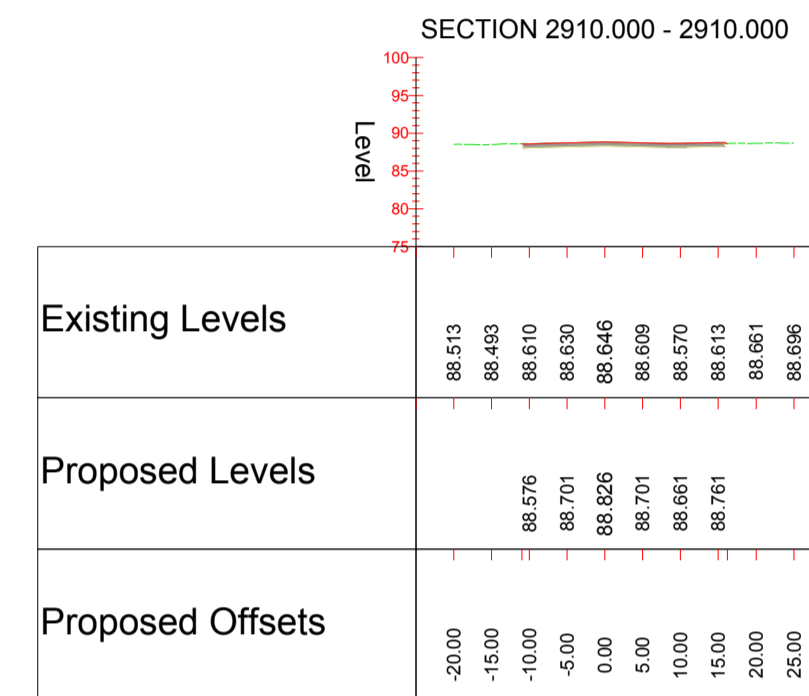 SECTION 2910.000 - 2910.000
100
95
90
85
80
75
Level
Existing Levels
88.513 88.493 88.610 88.630 88.646 88.609 88.570 88.613 88.661 88.696
Proposed Levels
88.576 88.701 88.826 88.701 88.661 88.761
Proposed Offsets
-20.00 -15.00 -10.00 -5.00 0.00 5.00 10.00 15.00 20.00 25.00